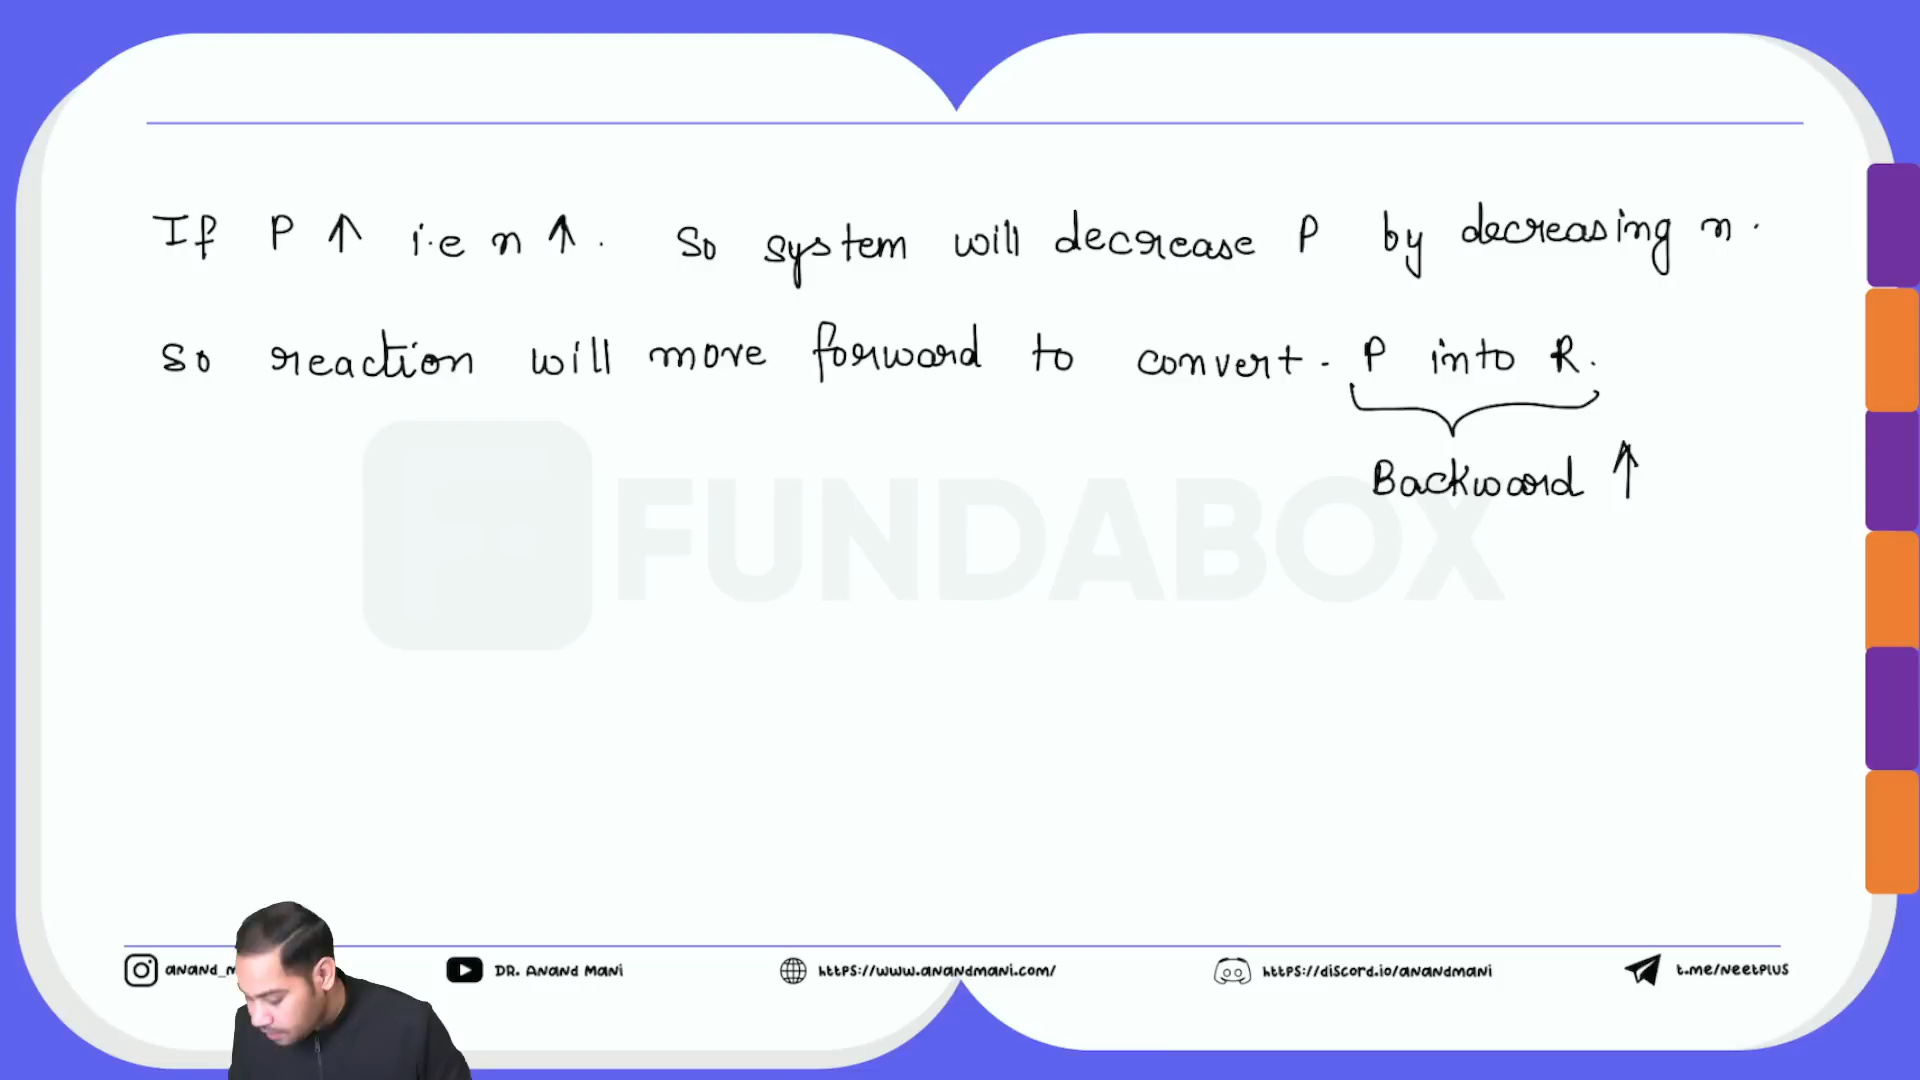 If P ↑ i.e n ↑. So system will decrease P by decreasing n.
So reaction will move forward to convert. P into R.
Backward ↑
FUNDABOX
ANAND_M
DR. ANAND MANI
https://www.anandmani.com/
https://discord.io/anandmani
t.me/NEETPLUS